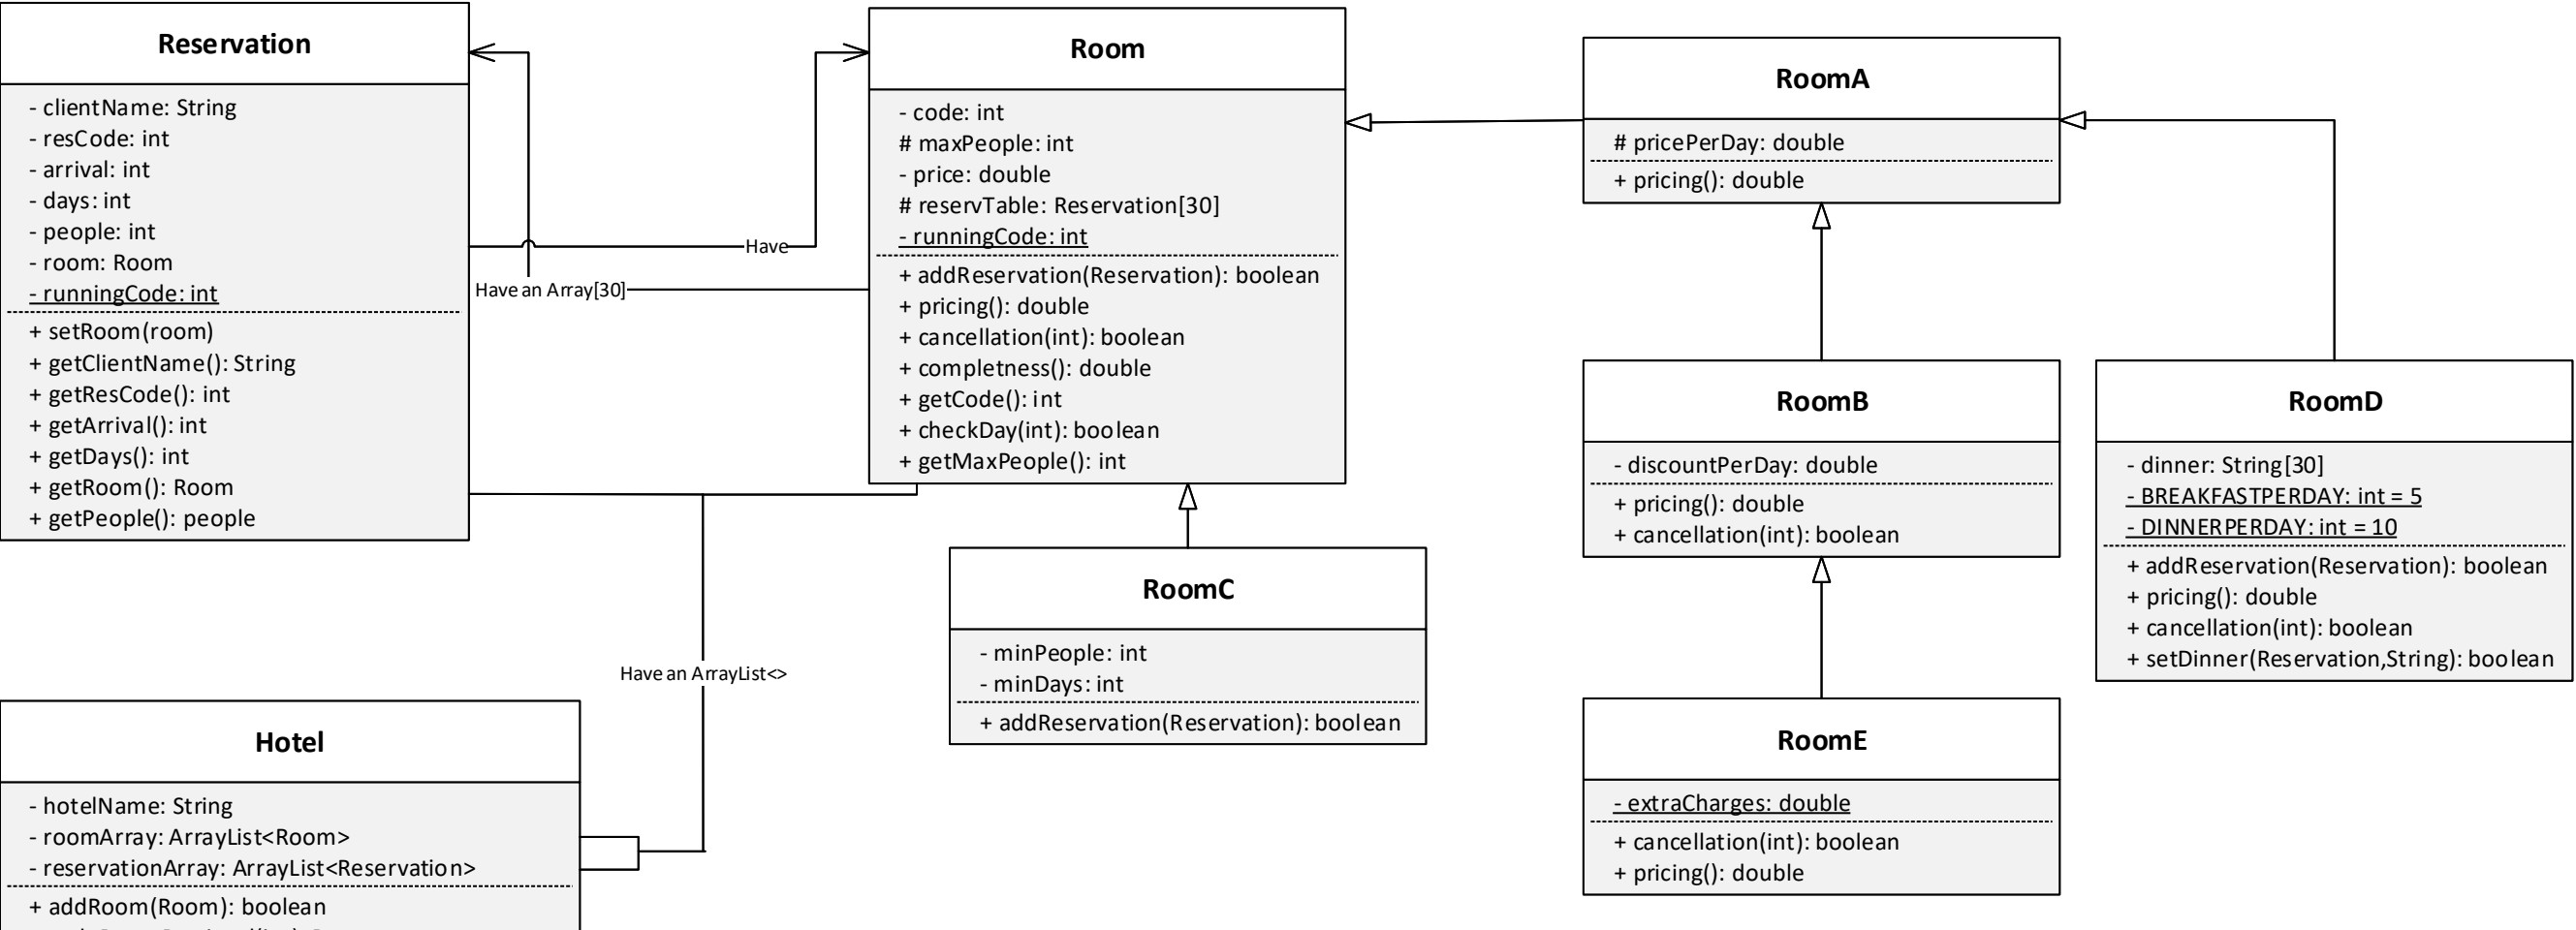 Reservation
- clientName: String
- resCode: int
- arrival: int
- days: int
- people: int
- room: Room
- runningCode: int
+ setRoom(room)
+ getClientName(): String
+ getResCode(): int
+ getArrival(): int
+ getDays(): int
+ getRoom(): Room
+ getPeople(): people
Have
Have an Array[30]
Room
- code: int
# maxPeople: int
- price: double
# reservTable: Reservation[30]
- runningCode: int
+ addReservation(Reservation): boolean
+ pricing(): double
+ cancellation(int): boolean
+ completness(): double
+ getCode(): int
+ checkDay(int): boolean
+ getMaxPeople(): int
RoomA
# pricePerDay: double
+ pricing(): double
RoomB
- discountPerDay: double
+ pricing(): double
+ cancellation(int): boolean
RoomD
- dinner: String[30]
- BREAKFASTPERDAY: int = 5
- DINNERPERDAY: int = 10
+ addReservation(Reservation): boolean
+ pricing(): double
+ cancellation(int): boolean
+ setDinner(Reservation,String): boolean
RoomC
- minPeople: int
- minDays: int
+ addReservation(Reservation): boolean
Have an ArrayList<>
RoomE
- extraCharges: double
+ cancellation(int): boolean
+ pricing(): double
Hotel
- hotelName: String
- roomArray: ArrayList<Room>
- reservationArray: ArrayList<Reservation>
+ addRoom(Room): boolean